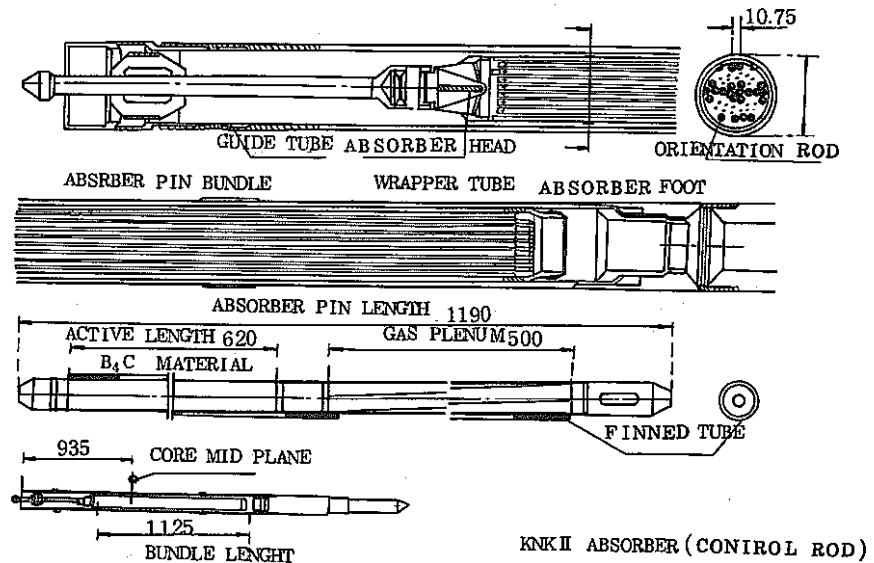 10.75
GUIDE TUBE ABSORBER HEAD
ORIENTATION ROD
ABSRBER PIN BUNDLE WRAPPER TUBE ABSORBER FOOT
ABSORBER PIN LENGTH 1190
ACTIVE LENGTH 620 GAS PLENUM 500
B₄C MATERIAL
FINNED TUBE
935 CORE MID PLANE
1125
BUNDLE LENGHT
KNKⅡ ABSORBER (CONIROL ROD)